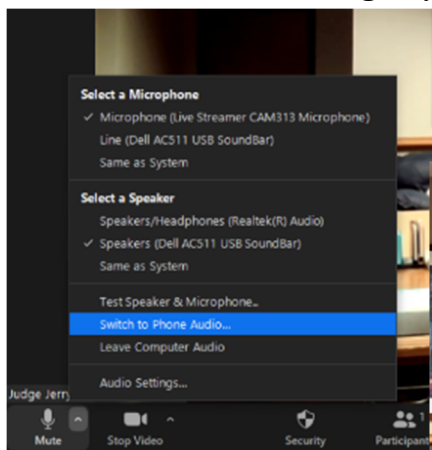 Select a Microphone
Microphone (Live Streamer CAM313 Microphone)
Line (Dell AC511 USB SoundBar)
Same as System
Select a Speaker
Speakers/Headphones (Realtek(R) Audio)
Speakers (Dell AC511 USB SoundBar)
Same as System
Test Speaker & Microphone...
Switch to Phone Audio...
Leave Computer Audio
Audio Settings...
Judge Jerry
1
Mute Stop Video Security Participant